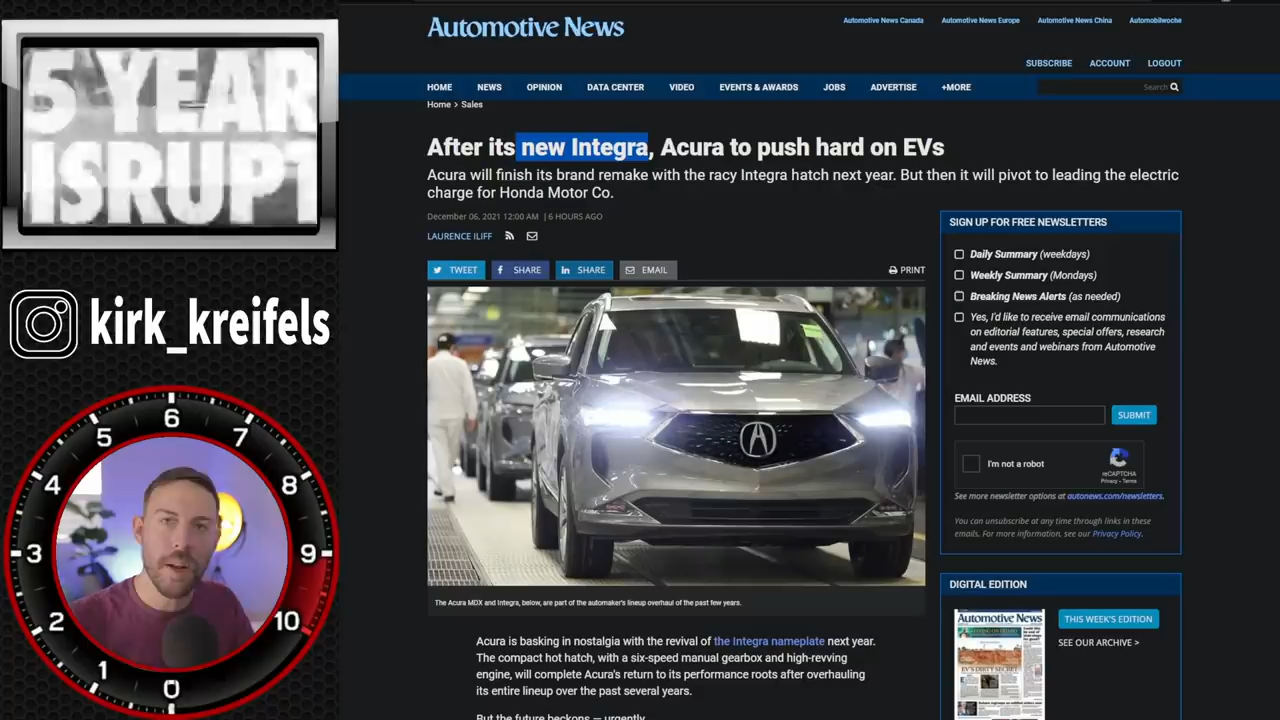 5 YEAR
ISRUPT
kirk_kreifels
0
1
2
3
4
5
6
7
8
9
10
Automotive News
Automotive News Canada
Automotive News Europe
Automotive News China
Automobilwoche
SUBSCRIBE
ACCOUNT
LOGOUT
HOME
NEWS
OPINION
DATA CENTER
VIDEO
EVENTS & AWARDS
JOBS
ADVERTISE
+MORE
Search
Home > Sales
After its new Integra, Acura to push hard on EVs
Acura will finish its brand remake with the racy Integra hatch next year. But then it will pivot to leading the electric
charge for Honda Motor Co.
December 06, 2021 12:00 AM | 6 HOURS AGO
LAURENCE ILIFF
TWEET
SHARE
SHARE
EMAIL
PRINT
The Acura MDX and Integra, below, are part of the automaker's lineup overhaul of the past few years.
Acura is basking in nostalgia with the revival of the Integra nameplate next year.
The compact hot hatch, with a six-speed manual gearbox and high-revving
engine, will complete Acura's return to its performance roots after overhauling
its entire lineup over the past several years.
But the future beckons — urgently.
SIGN UP FOR FREE NEWSLETTERS
Daily Summary (weekdays)
Weekly Summary (Mondays)
Breaking News Alerts (as needed)
Yes, I'd like to receive email communications
on editorial features, special offers, research
and events and webinars from Automotive
News.
EMAIL ADDRESS
SUBMIT
I'm not a robot
reCAPTCHA
Privacy - Terms
See more newsletter options at autonews.com/newsletters.
You can unsubscribe at any time through links in these
emails. For more information, see our Privacy Policy.
DIGITAL EDITION
Automotive News
THIS WEEK'S EDITION
SEE OUR ARCHIVE >